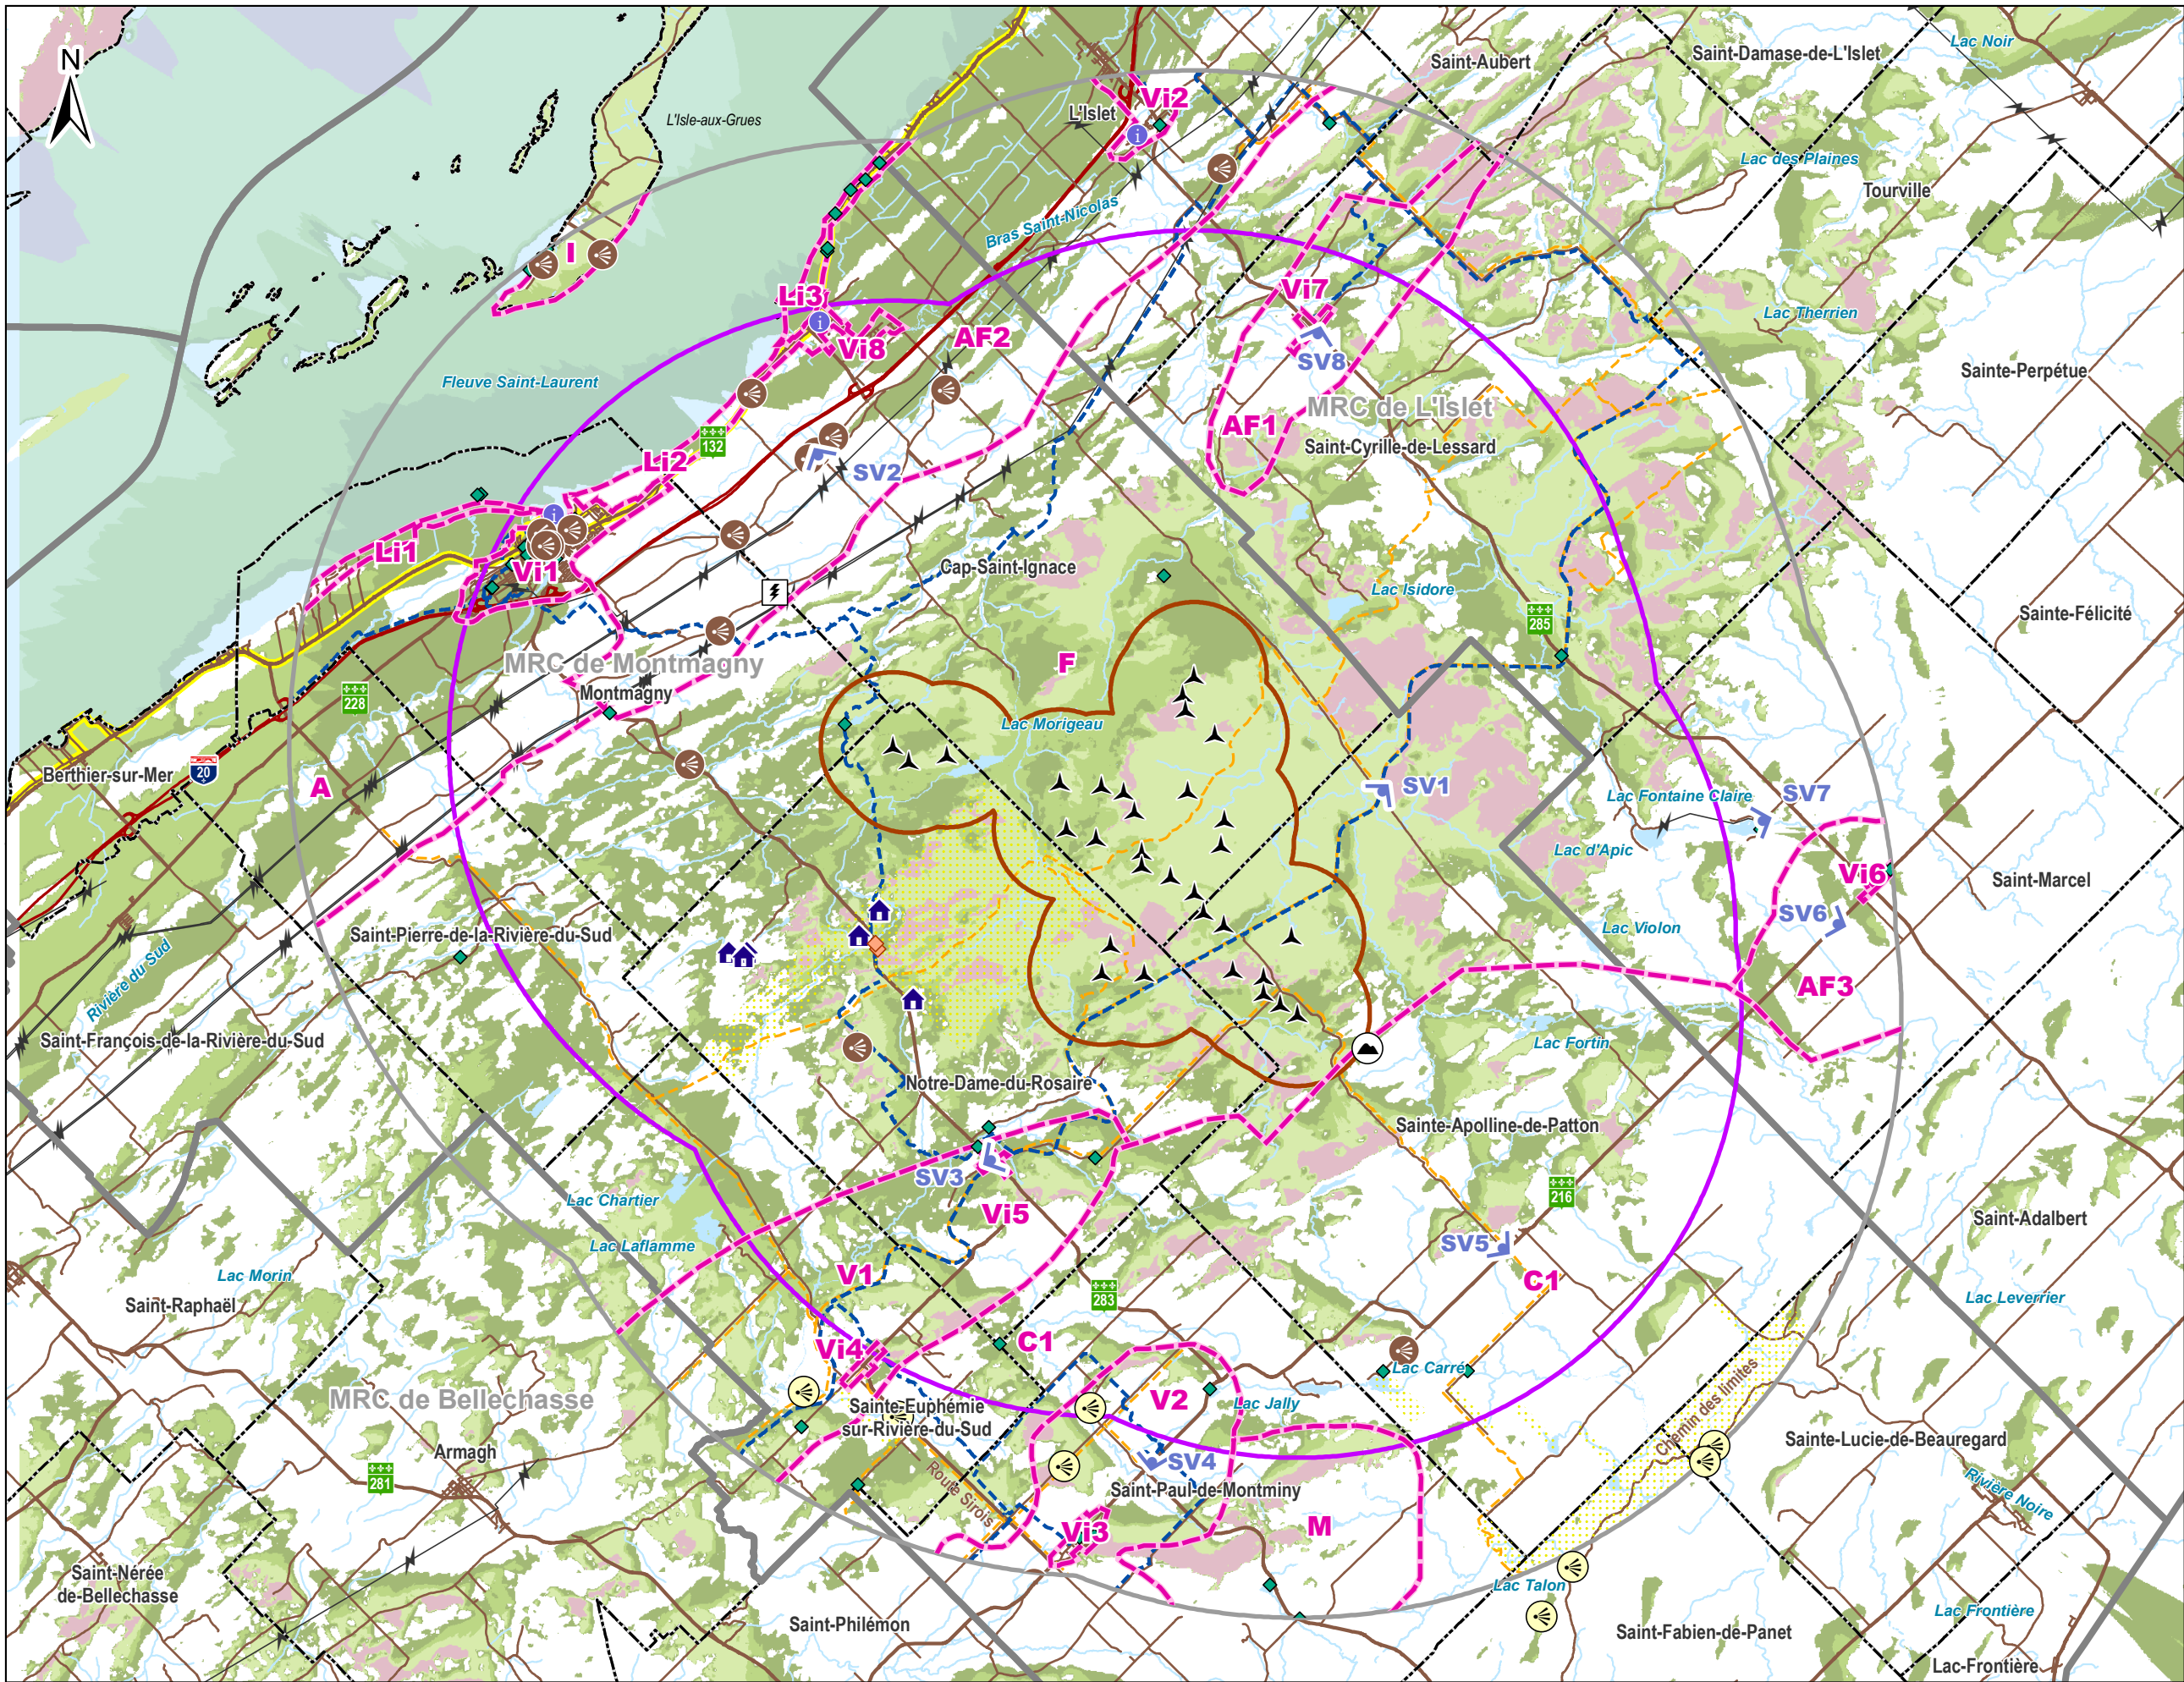 N
Saint-Aubert
Saint-Damase-de-L'Islet
Lac Noir
L'Isle-aux-Grues
L'Islet
Vi2
Lac des Plaines
Tourville
Bras Saint-Nicolas
I
Li3
Vi7
Lac Therrien
Vi8
AF2
SV8
Sainte-Perpétue
Fleuve Saint-Laurent
MRC de L'Islet
AF1
132
Saint-Cyrille-de-Lessard
Li2
SV2
Li1
Vi1
Cap-Saint-Ignace
Lac Isidore
285
Sainte-Félicité
MRC de Montmagny
F
Montmagny
228
Lac Morigeau
Berthier-sur-Mer
20
A
SV1
Lac Fontaine Claire
SV7
Lac d'Apic
Vi6
Saint-Marcel
SV6
Saint-Pierre-de-la-Rivière-du-Sud
Lac Violon
Rivière du Sud
AF3
Saint-François-de-la-Rivière-du-Sud
Lac Fortin
Notre-Dame-du-Rosaire
Sainte-Apolline-de-Patton
SV3
216
Lac Chartier
Vi5
Saint-Adalbert
Lac Laflamme
SV5
Lac Morin
V1
C1
283
Saint-Raphaël
Lac Leverrier
Vi4
C1
Lac Carré
MRC de Bellechasse
V2
Lac Jally
Chemin des limites
Sainte-Euphémie
sur-Rivière-du-Sud
Sainte-Lucie-de-Beauregard
Armagh
281
SV4
Route Sirois
Saint-Paul-de-Montminy
Rivière Noire
Vi3
M
Saint-Nérée
de-Bellechasse
Lac Talon
Saint-Philémon
Lac Frontière
Saint-Fabien-de-Panet
Lac-Frontière